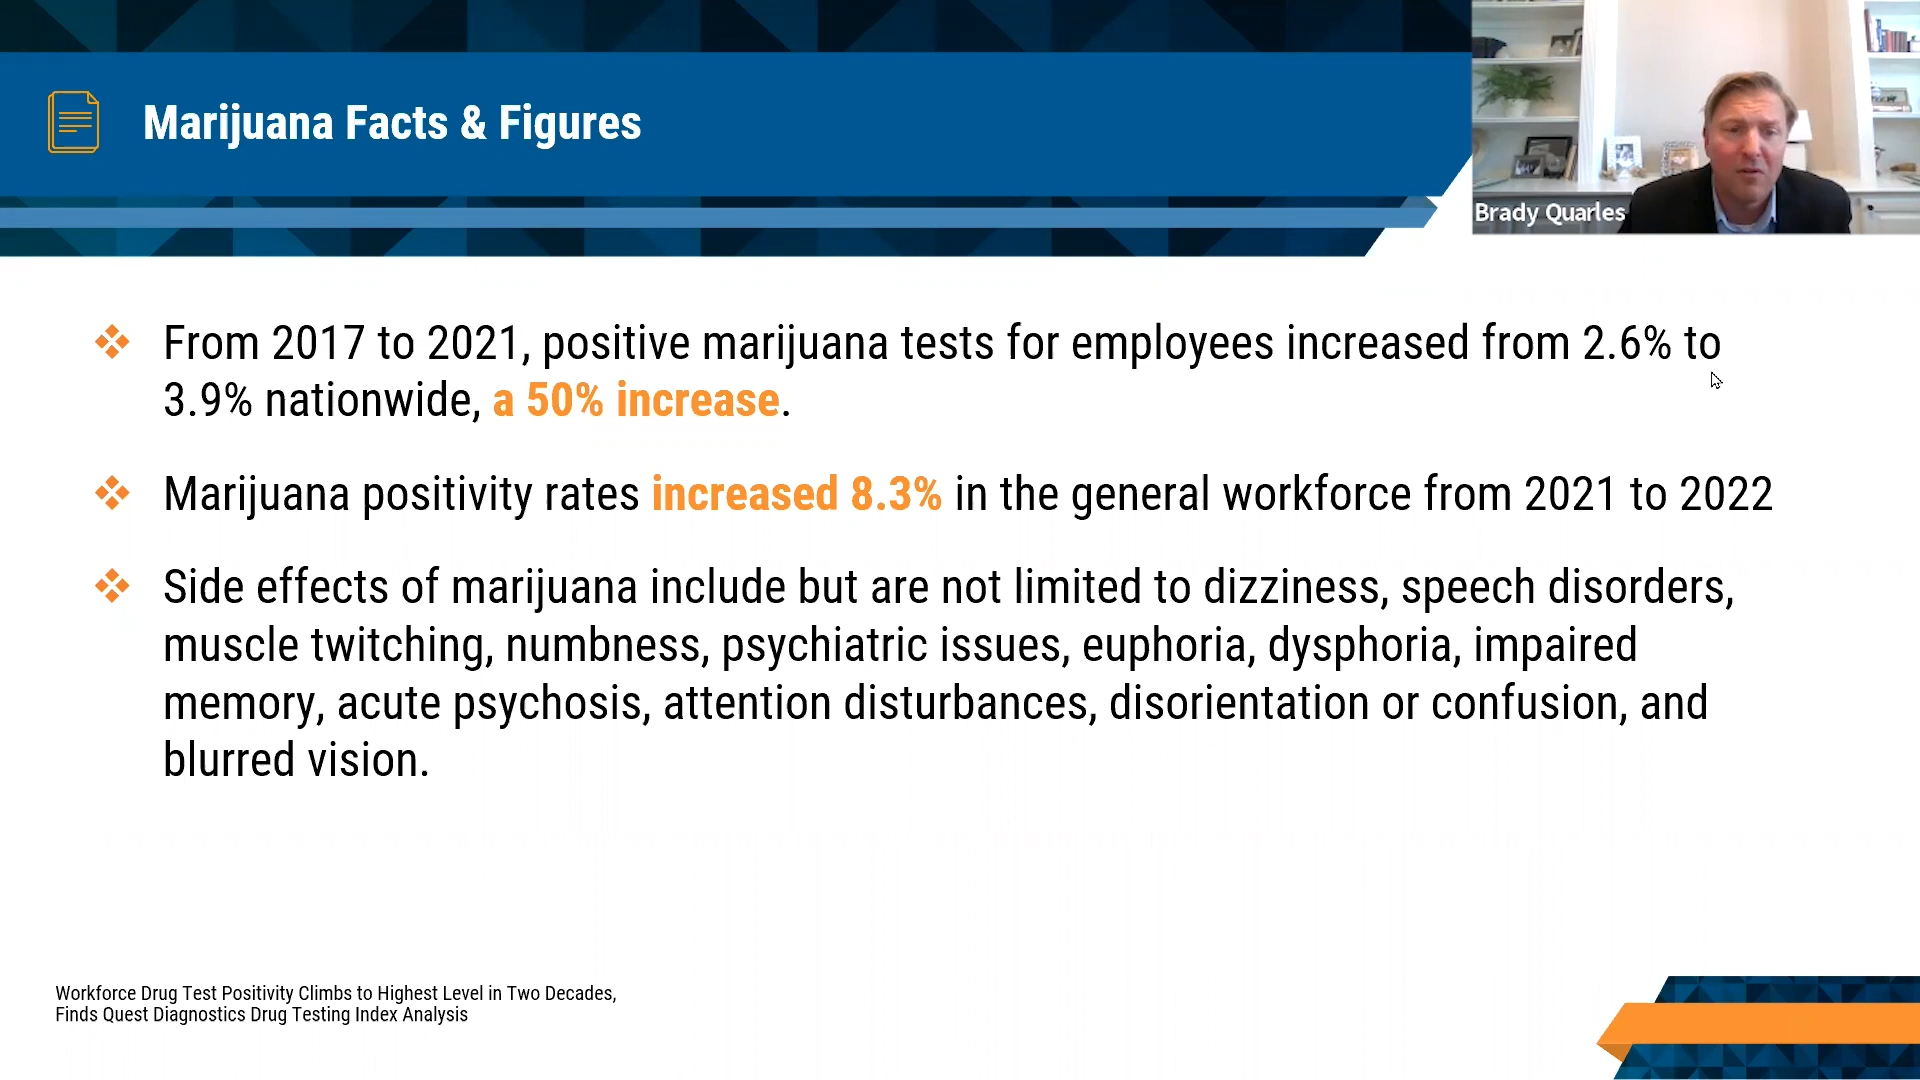 Marijuana Facts & Figures
Brady Quarles
From 2017 to 2021, positive marijuana tests for employees increased from 2.6% to
3.9% nationwide, a 50% increase.
Marijuana positivity rates increased 8.3% in the general workforce from 2021 to 2022
Side effects of marijuana include but are not limited to dizziness, speech disorders,
muscle twitching, numbness, psychiatric issues, euphoria, dysphoria, impaired
memory, acute psychosis, attention disturbances, disorientation or confusion, and
blurred vision.
Workforce Drug Test Positivity Climbs to Highest Level in Two Decades,
Finds Quest Diagnostics Drug Testing Index Analysis